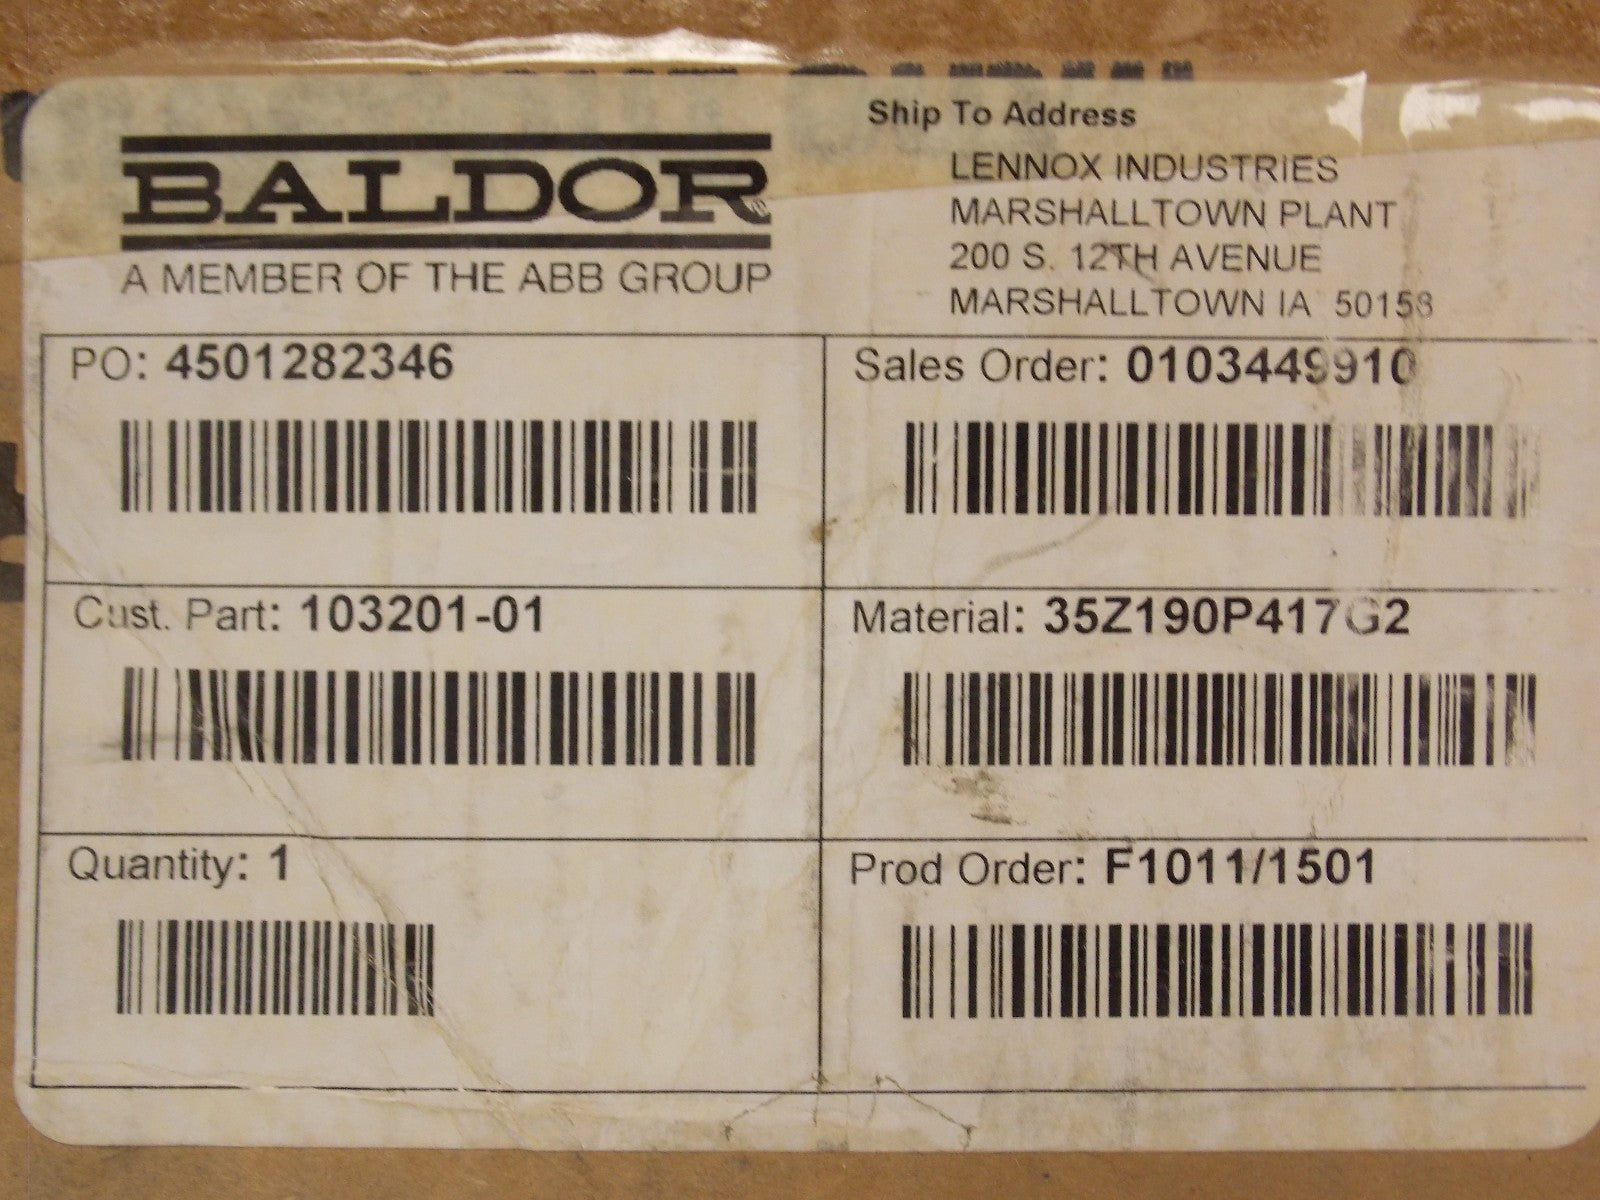 BALDOR®
A MEMBER OF THE ABB GROUP
Ship To Address
LENNOX INDUSTRIES
MARSHALLTOWN PLANT
200 S. 12TH AVENUE
MARSHALLTOWN IA 50158
PO: 4501282346
Sales Order: 0103449910
Cust. Part: 103201-01
Material: 35Z190P417G2
Quantity: 1
Prod Order: F1011/1501